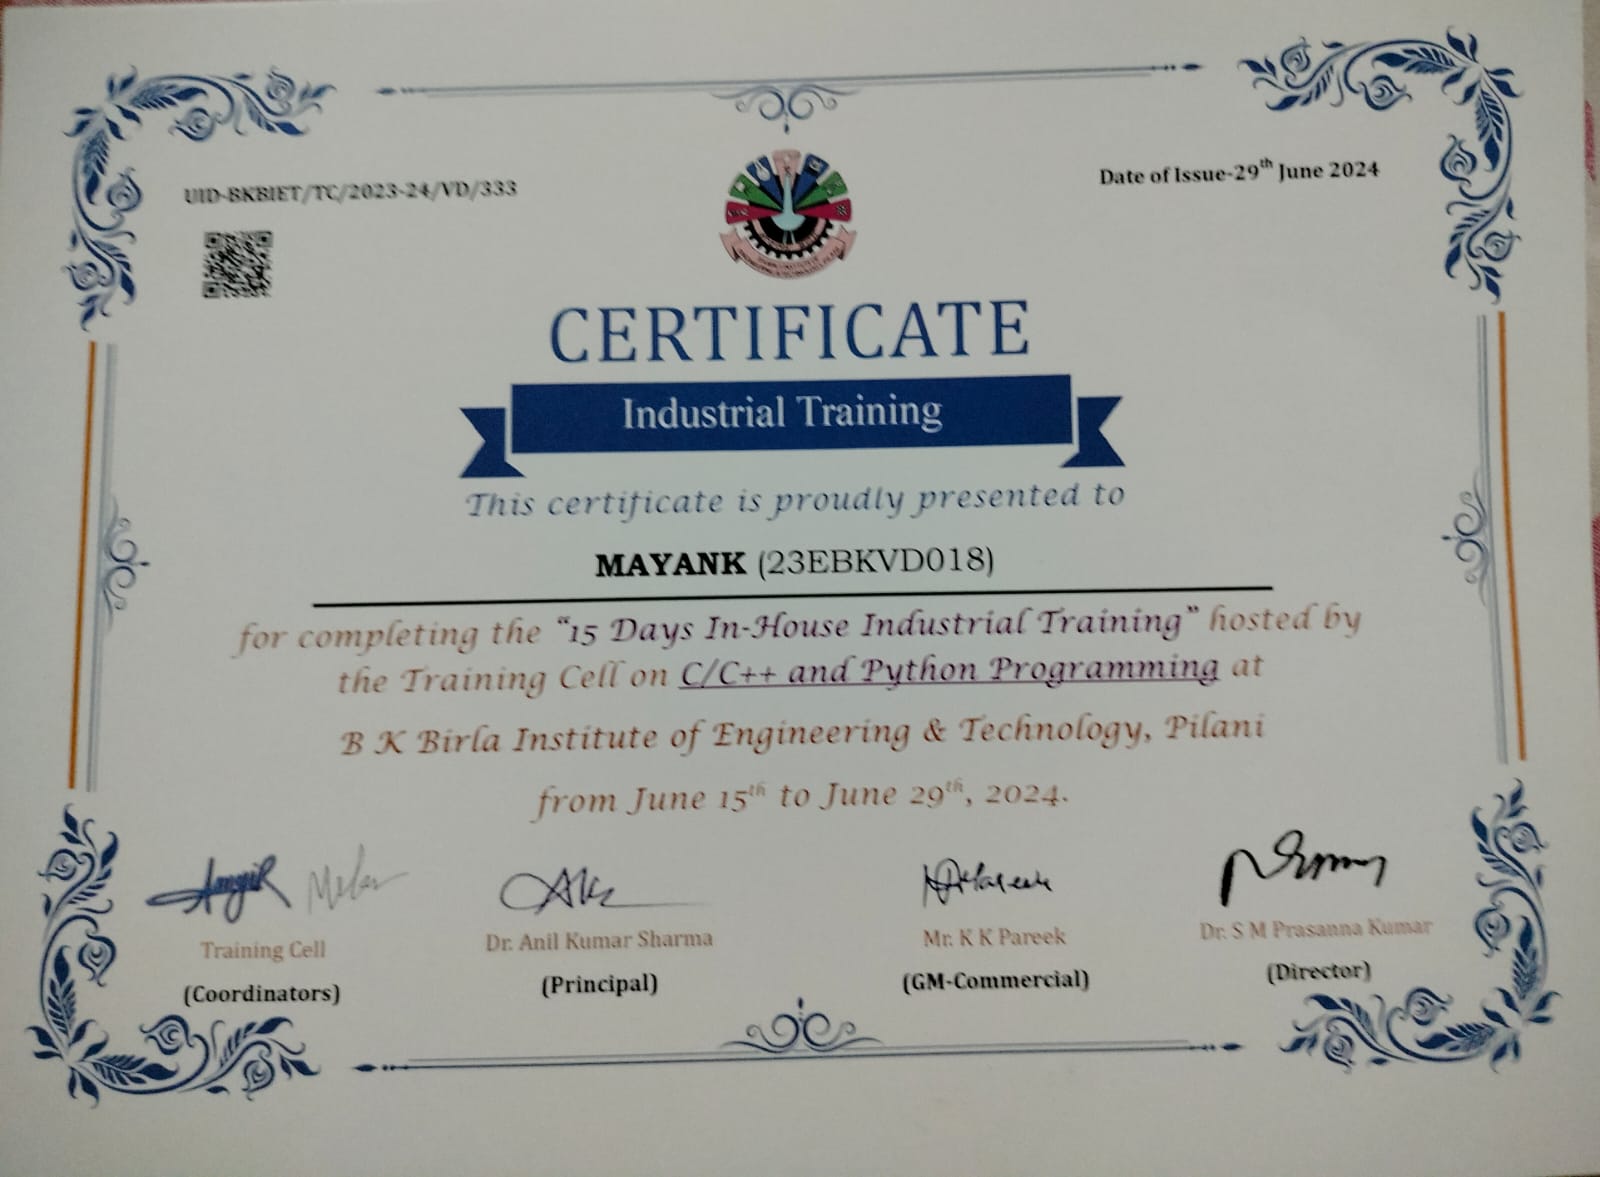 UID-BKBIET/TC/2023-24/VD/333
Date of Issue-29th June 2024
CERTIFICATE
Industrial Training
This certificate is proudly presented to
MAYANK (23EBKVD018)
for completing the “15 Days In-House Industrial Training” hosted by
the Training Cell on C/C++ and Python Programming at
B K Birla Institute of Engineering & Technology, Pilani
from June 15th to June 29th, 2024.
Training Cell
(Coordinators)
Dr. Anil Kumar Sharma
(Principal)
Mr. K K Pareek
(GM-Commercial)
Dr. S M Prasanna Kumar
(Director)